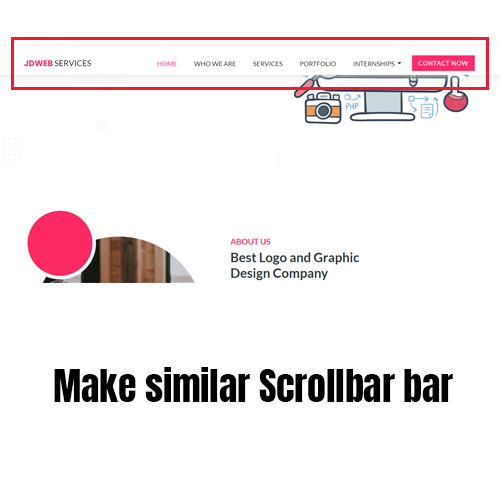 JDWEB SERVICES HOME WHO WE ARE SERVICES PORTFOLIO INTERNSHIPS CONTACT NOW
PHP
ABOUT US
Best Logo and Graphic
Design Company
Make similar Scrollbar bar